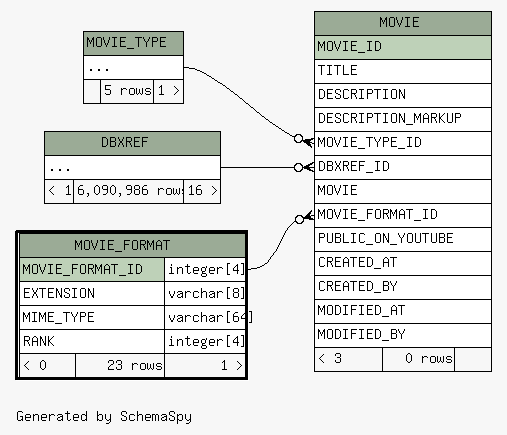 MOVIE_TYPE
...
5 rows 1 >
DBXREF
...
< 1 6,090,986 rows 16 >
MOVIE_FORMAT
MOVIE_FORMAT_ID integer[4]
EXTENSION varchar[8]
MIME_TYPE varchar[64]
RANK integer[4]
< 0 23 rows 1 >
MOVIE
MOVIE_ID
TITLE
DESCRIPTION
DESCRIPTION_MARKUP
MOVIE_TYPE_ID
DBXREF_ID
MOVIE
MOVIE_FORMAT_ID
PUBLIC_ON_YOUTUBE
CREATED_AT
CREATED_BY
MODIFIED_AT
MODIFIED_BY
< 3 0 rows
Generated by SchemaSpy